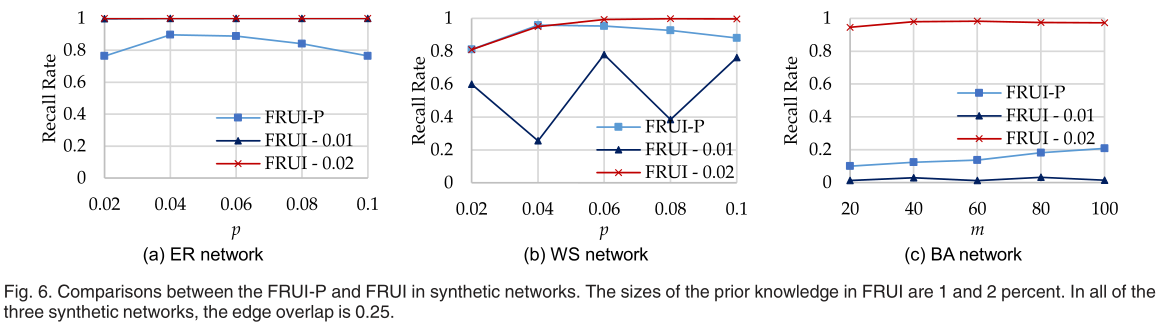 Recall Rate
1
0.8
0.6
0.4
0.2
0
0.02 0.04 0.06 0.08 0.1
p
FRUI-P
FRUI - 0.01
FRUI - 0.02
(a) ER network
Recall Rate
1
0.8
0.6
0.4
0.2
0
0.02 0.04 0.06 0.08 0.1
p
FRUI-P
FRUI - 0.01
FRUI - 0.02
(b) WS network
Recall Rate
1
0.8
0.6
0.4
0.2
0
20 40 60 80 100
m
FRUI-P
FRUI - 0.01
FRUI - 0.02
(c) BA network
Fig. 6. Comparisons between the FRUI-P and FRUI in synthetic networks. The sizes of the prior knowledge in FRUI are 1 and 2 percent. In all of the
three synthetic networks, the edge overlap is 0.25.